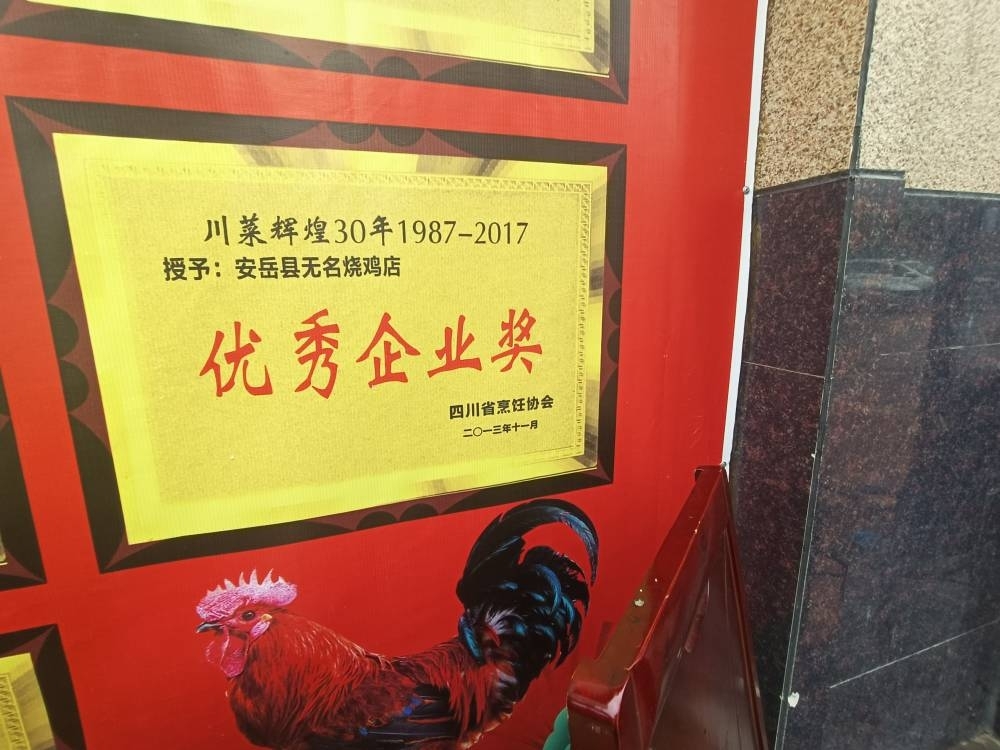 川菜辉煌30年1987-2017
授予：安岳县无名烧鸡店
优秀企业奖
四川省烹饪协会
二〇一三年十一月